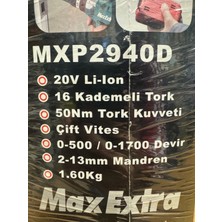 MXP2940D
20V Li-Ion
16 Kademeli Tork
50Nm Tork Kuvveti
Çift Vites
0-500 / 0-1700 Devir
2-13mm Mandren
1.60Kg
Max Extra